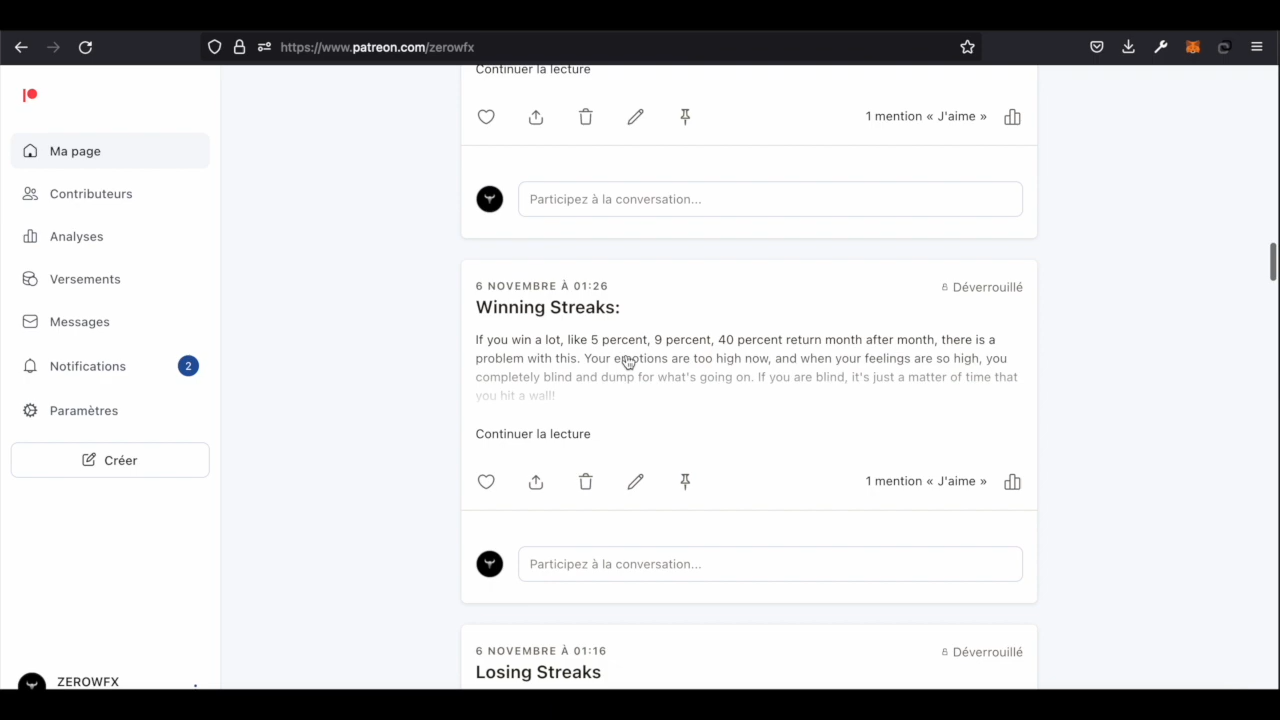 https://www.patreon.com/zerowfx
Ma page
Contributeurs
Analyses
Versements
Messages
Notifications
2
Paramètres
Créer
ZEROWFX
Continuer la lecture
1 mention « J'aime »
Participez à la conversation...
6 NOVEMBRE À 01:26
Déverrouillé
Winning Streaks:
If you win a lot, like 5 percent, 9 percent, 40 percent return month after month, there is a
problem with this. Your emotions are too high now, and when your feelings are so high, you
completely blind and dump for what's going on. If you are blind, it's just a matter of time that
you hit a wall!
Continuer la lecture
1 mention « J'aime »
Participez à la conversation...
6 NOVEMBRE À 01:16
Déverrouillé
Losing Streaks